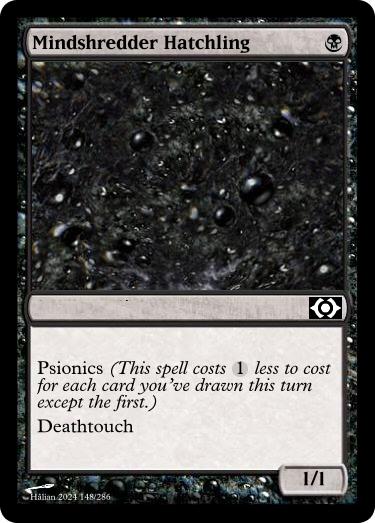 Mindshredder Hatchling
Psionics (This spell costs 1 less to cost
for each card you've drawn this turn
except the first.)
Deathtouch
1/1
Hálian 2024 148/286